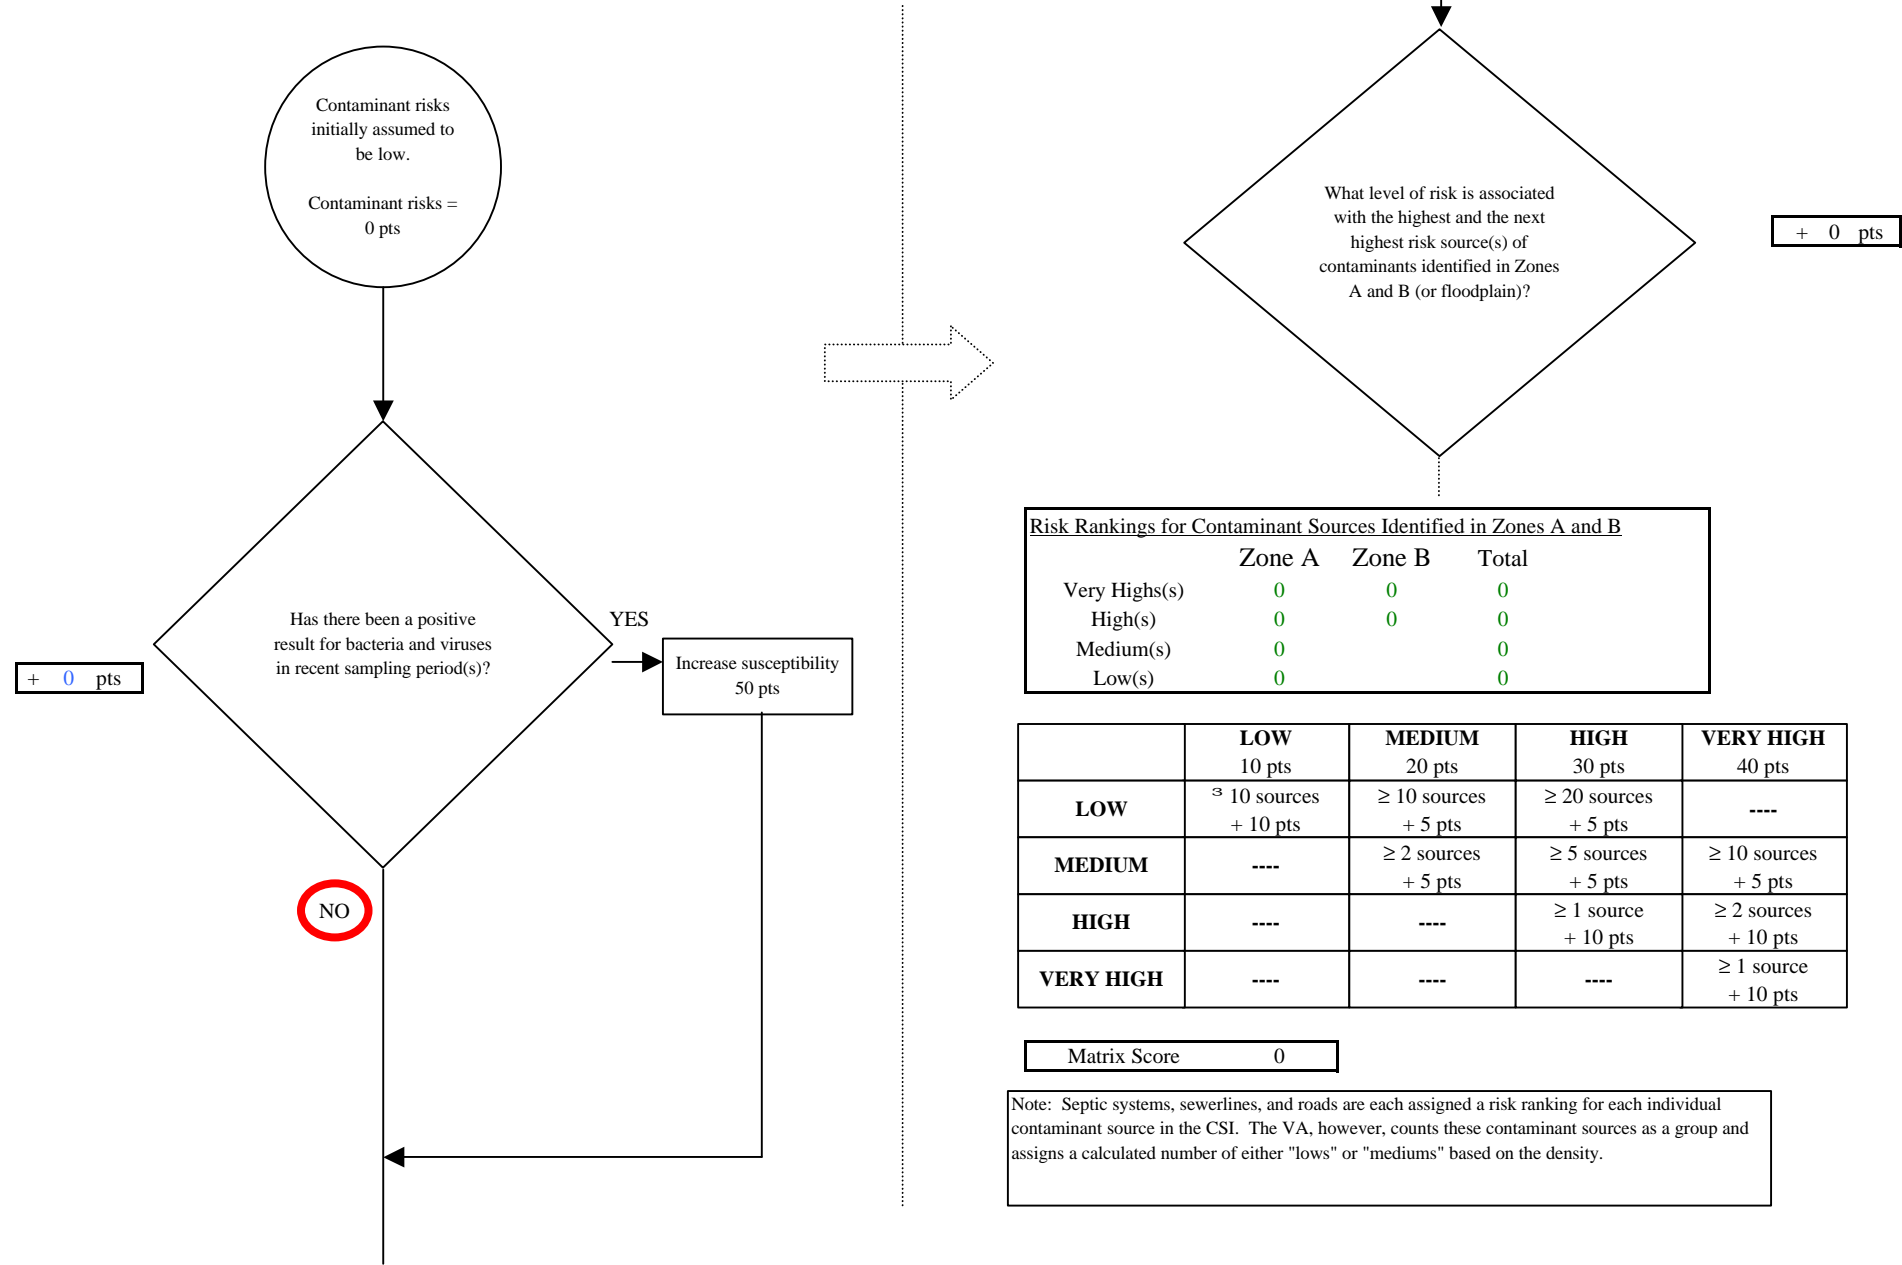 Contaminant risks
initially assumed to
be low.
Contaminant risks =
0 pts
Has there been a positive
result for bacteria and viruses
in recent sampling period(s)?
+ 0 pts
YES
Increase susceptibility
50 pts
NO
What level of risk is associated
with the highest and the next
highest risk source(s) of
contaminants identified in Zones
A and B (or floodplain)?
+ 0 pts
Risk Rankings for Contaminant Sources Identified in Zones A and B
Zone A Zone B Total
Very Highs(s) 0 0 0
High(s) 0 0 0
Medium(s) 0 0
Low(s) 0 0
LOW MEDIUM HIGH VERY HIGH
10 pts 20 pts 30 pts 40 pts
LOW ³ 10 sources ≥ 10 sources ≥ 20 sources ----
+ 10 pts + 5 pts + 5 pts
MEDIUM ---- ≥ 2 sources ≥ 5 sources ≥ 10 sources
+ 5 pts + 5 pts + 5 pts
HIGH ---- ---- ≥ 1 source ≥ 2 sources
+ 10 pts + 10 pts
VERY HIGH ---- ---- ---- ≥ 1 source
+ 10 pts
Matrix Score 0
Note: Septic systems, sewerlines, and roads are each assigned a risk ranking for each individual
contaminant source in the CSI. The VA, however, counts these contaminant sources as a group and
assigns a calculated number of either "lows" or "mediums" based on the density.